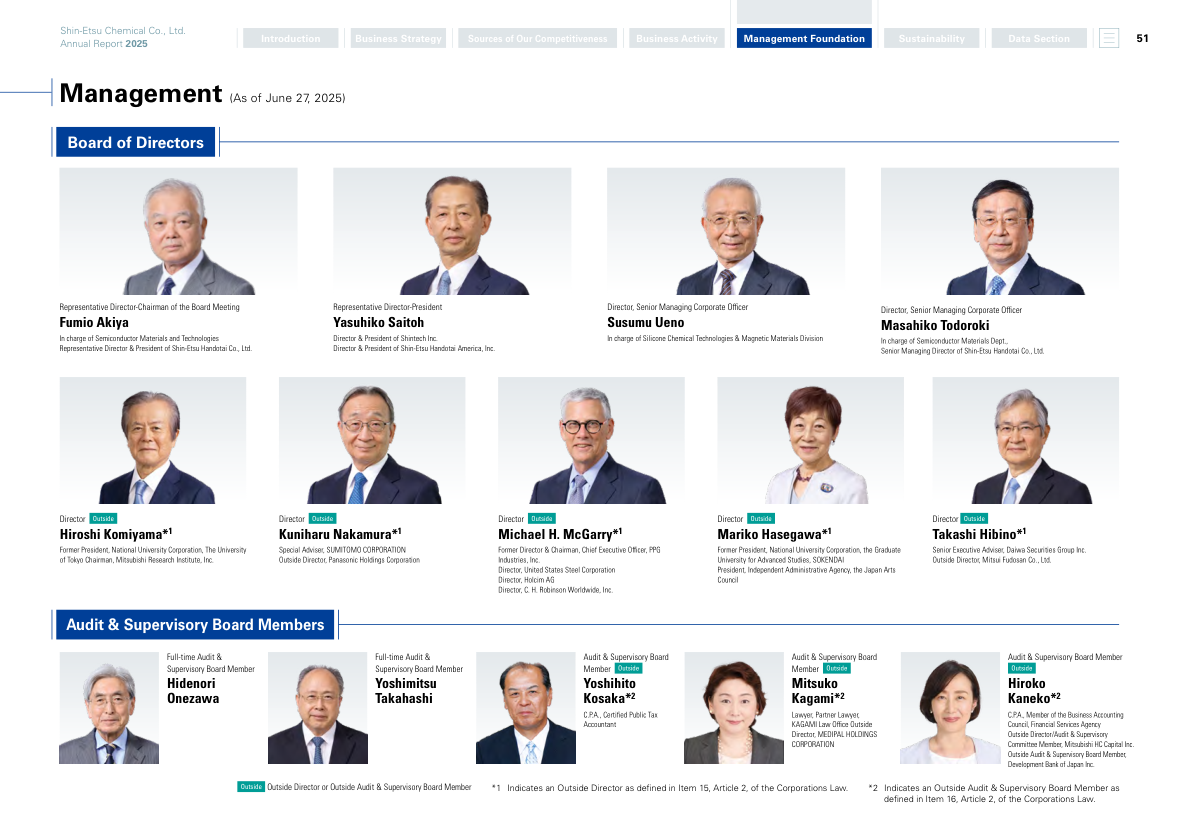 Shin-Etsu Chemical Co., Ltd.
Annual Report 2025
Introduction
Business Strategy
Sources of Our Competitiveness
Business Activity
Management Foundation
Sustainability
Data Section
51
Management (As of June 27, 2025)
Board of Directors
Representative Director-Chairman of the Board Meeting
Fumio Akiya
In charge of Semiconductor Materials and Technologies
Representative Director & President of Shin-Etsu Handotai Co., Ltd.
Representative Director-President
Yasuhiko Saitoh
Director & President of Shintech Inc.
Director & President of Shin-Etsu Handotai America, Inc.
Director, Senior Managing Corporate Officer
Susumu Ueno
In charge of Silicone Chemical Technologies & Magnetic Materials Division
Director, Senior Managing Corporate Officer
Masahiko Todoroki
In charge of Semiconductor Materials Dept.,
Senior Managing Director of Shin-Etsu Handotai Co., Ltd.
Director Outside
Hiroshi Komiyama*1
Former President, National University Corporation, The University
of Tokyo Chairman, Mitsubishi Research Institute, Inc.
Director Outside
Kuniharu Nakamura*1
Special Adviser, SUMITOMO CORPORATION
Outside Director, Panasonic Holdings Corporation
Director Outside
Michael H. McGarry*1
Former Director & Chairman, Chief Executive Officer, PPG
Industries, Inc.
Director, United States Steel Corporation
Director, Holcim AG
Director, C. H. Robinson Worldwide, Inc.
Director Outside
Mariko Hasegawa*1
Former President, National University Corporation, the Graduate
University for Advanced Studies, SOKENDAI
President, Independent Administrative Agency, the Japan Arts
Council
Director Outside
Takashi Hibino*1
Senior Executive Adviser, Daiwa Securities Group Inc.
Outside Director, Mitsui Fudosan Co., Ltd.
Audit & Supervisory Board Members
Full-time Audit &
Supervisory Board Member
Hidenori
Onezawa
Full-time Audit &
Supervisory Board Member
Yoshimitsu
Takahashi
Audit & Supervisory Board
Member Outside
Yoshihito
Kosaka*2
C.P.A., Certified Public Tax
Accountant
Audit & Supervisory Board
Member Outside
Mitsuko
Kagami*2
Lawyer, Partner Lawyer,
KAGAMI Law Office Outside
Director, MEDIPAL HOLDINGS
CORPORATION
Audit & Supervisory Board Member
Outside
Hiroko
Kaneko*2
C.P.A., Member of the Business Accounting
Council, Financial Services Agency
Outside Director/Audit & Supervisory
Committee Member, Mitsubishi HC Capital Inc.
Outside Audit & Supervisory Board Member,
Development Bank of Japan Inc.
Outside Outside Director or Outside Audit & Supervisory Board Member
*1 Indicates an Outside Director as defined in Item 15, Article 2, of the Corporations Law.
*2 Indicates an Outside Audit & Supervisory Board Member as
defined in Item 16, Article 2, of the Corporations Law.